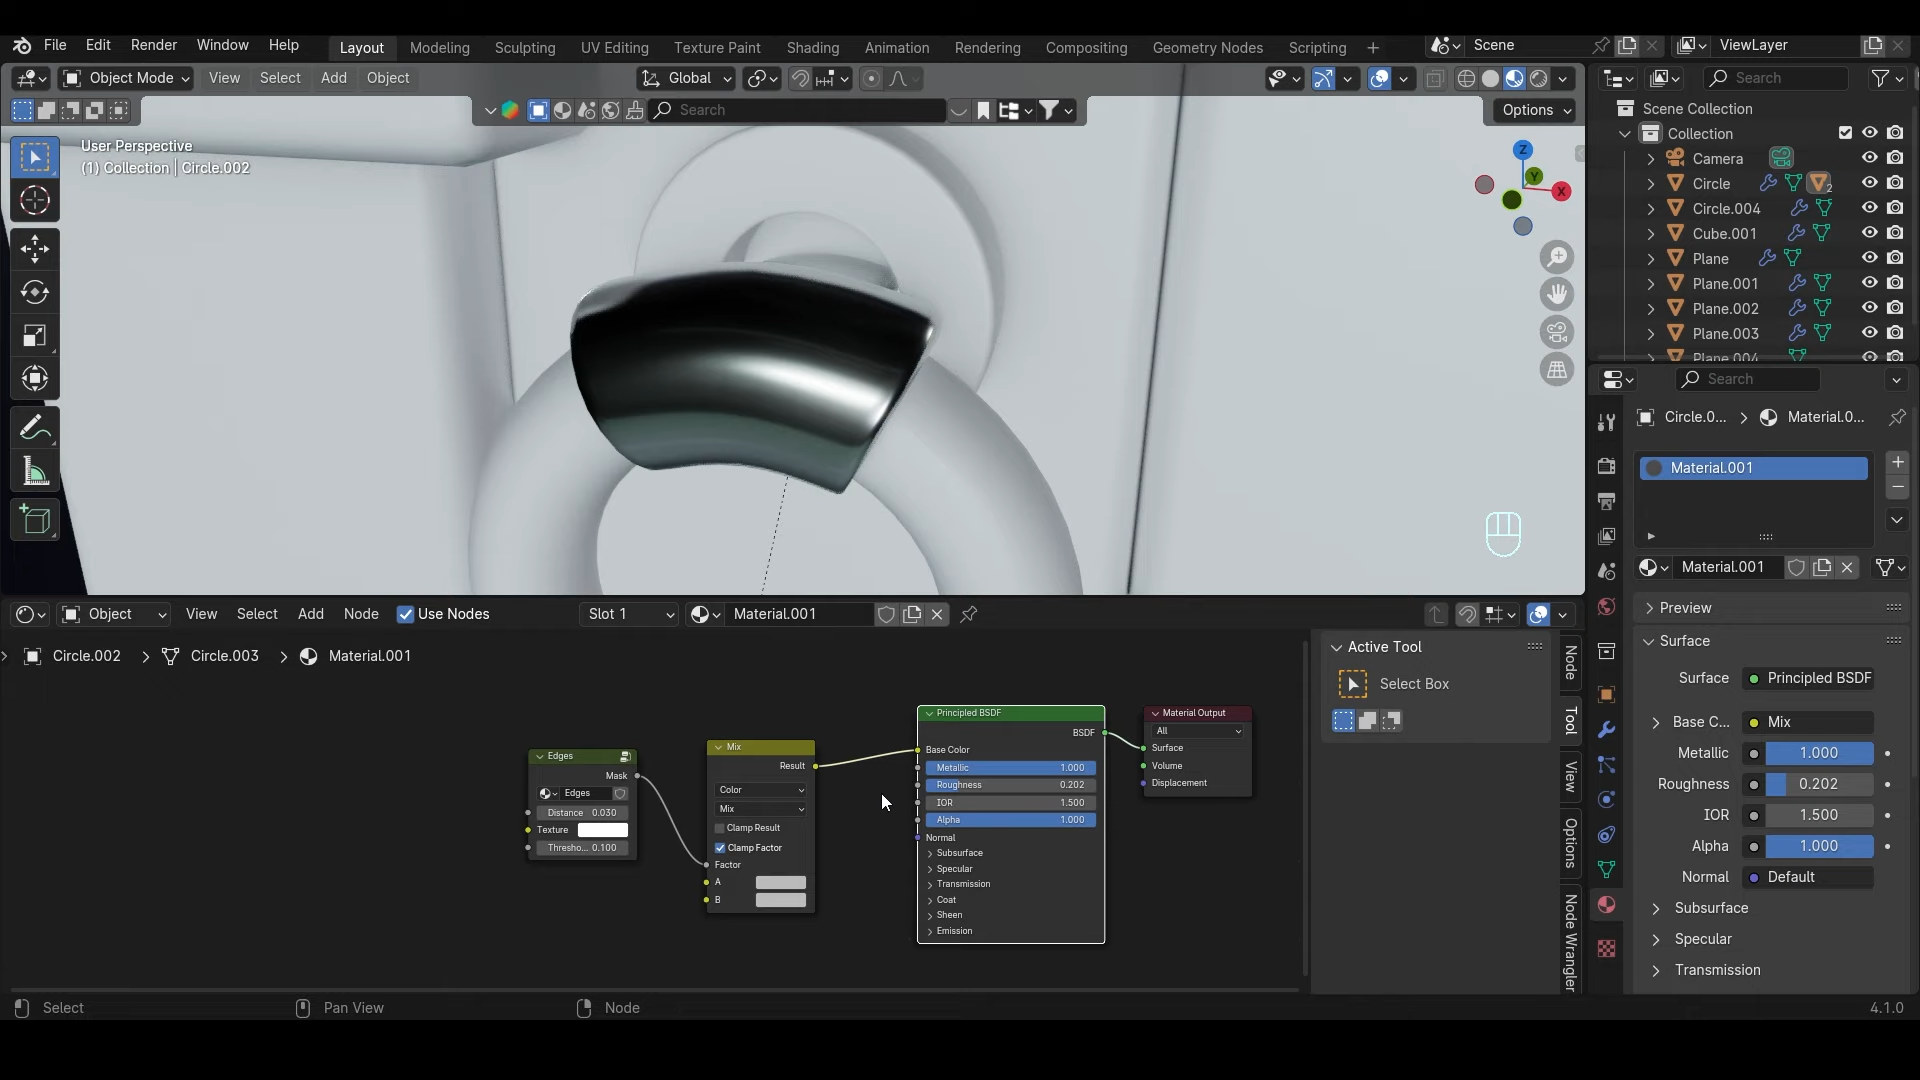 File Edit Render Window Help Layout Modeling Sculpting UV Editing Texture Paint Shading Animation Rendering Compositing Geometry Nodes Scripting Scene ViewLayer
Object Mode View Select Add Object Global Search
Search Options
User Perspective
(1) Collection | Circle.002
Z
Y
X
Scene Collection
Collection
Camera
Circle 2
Circle.004
Cube.001
Plane
Plane.001
Plane.002
Plane.003
Plane.004
Search
Circle.0... Material.0...
Material.001
Material.001
Preview
Surface
Surface Principled BSDF
Base C... Mix
Metallic 1.000
Roughness 0.202
IOR 1.500
Alpha 1.000
Normal Default
Subsurface
Specular
Transmission
Object View Select Add Node Use Nodes Slot 1 Material.001
Circle.002 Circle.003 Material.001
Edges
Mask
Edges
Distance 0.030
Texture
Thresho... 0.100
Mix
Result
Color
Mix
Clamp Result
Clamp Factor
Factor
A
B
Principled BSDF
BSDF
Base Color
Metallic 1.000
Roughness 0.202
IOR 1.500
Alpha 1.000
Normal
Subsurface
Specular
Transmission
Coat
Sheen
Emission
Material Output
All
Surface
Volume
Displacement
Active Tool
Select Box
Node
Tool
View
Options
Node Wrangler
Select Pan View Node 4.1.0